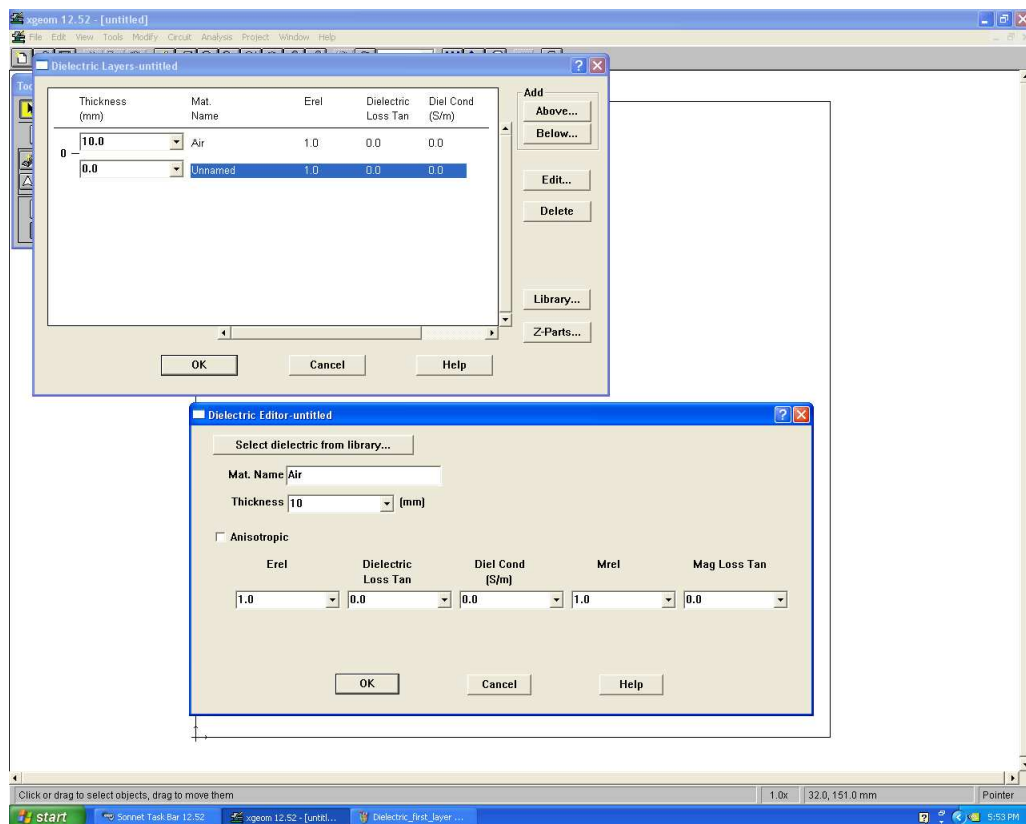 xgeom 12.52 - [untitled]
File Edit View Tools Modify Circuit Analysis Project Window Help
Dielectric Layers-untitled
Thickness (mm) Mat. Name Erel Dielectric Loss Tan Diel Cond (S/m)
10.0 Air 1.0 0.0 0.0
0
0.0 Unnamed 1.0 0.0 0.0
Add
Above...
Below...
Edit...
Delete
Library...
Z-Parts...
OK Cancel Help
Dielectric Editor-untitled
Select dielectric from library...
Mat. Name Air
Thickness 10 (mm)
Anisotropic
Erel Dielectric Loss Tan Diel Cond (S/m) Mrel Mag Loss Tan
1.0 0.0 0.0 1.0 0.0
OK Cancel Help
Click or drag to select objects, drag to move them 1.0x 32.0, 151.0 mm Pointer
start Sonnet Task Bar 12.52 xgeom 12.52 - [untitl... Dielectric_first_layer ... 5:53 PM